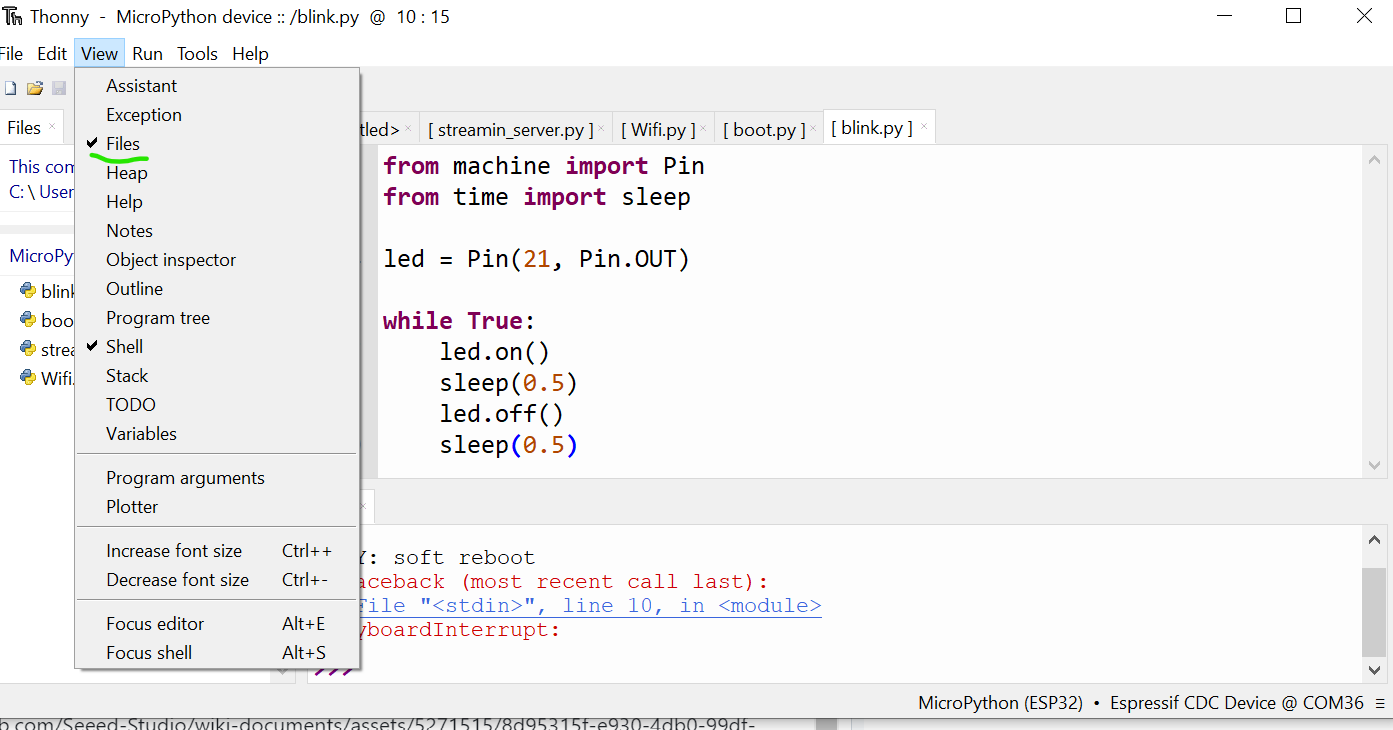 Thonny - MicroPython device :: /blink.py @ 10 : 15
File Edit View Run Tools Help
Files
Assistant
Exception
Files
Heap
Help
Notes
Object inspector
Outline
Program tree
Shell
Stack
TODO
Variables
Program arguments
Plotter
Increase font size Ctrl++
Decrease font size Ctrl+-
Focus editor Alt+E
Focus shell Alt+S
This com
C: \ User
MicroPy
blink
boo
strea
Wifi.
tled> [ streamin_server.py ] [ Wifi.py ] [ boot.py ] [ blink.py ]
from machine import Pin
from time import sleep
led = Pin(21, Pin.OUT)
while True:
led.on()
sleep(0.5)
led.off()
sleep(0.5)
Y: soft reboot
aceback (most recent call last):
File "<stdin>", line 10, in <module>
yboardInterrupt:
>>>
MicroPython (ESP32) • Espressif CDC Device @ COM36 ≡
b.com/Seeed-Studio/wiki-documents/assets/5271515/8d95315f-e930-4db0-99df-